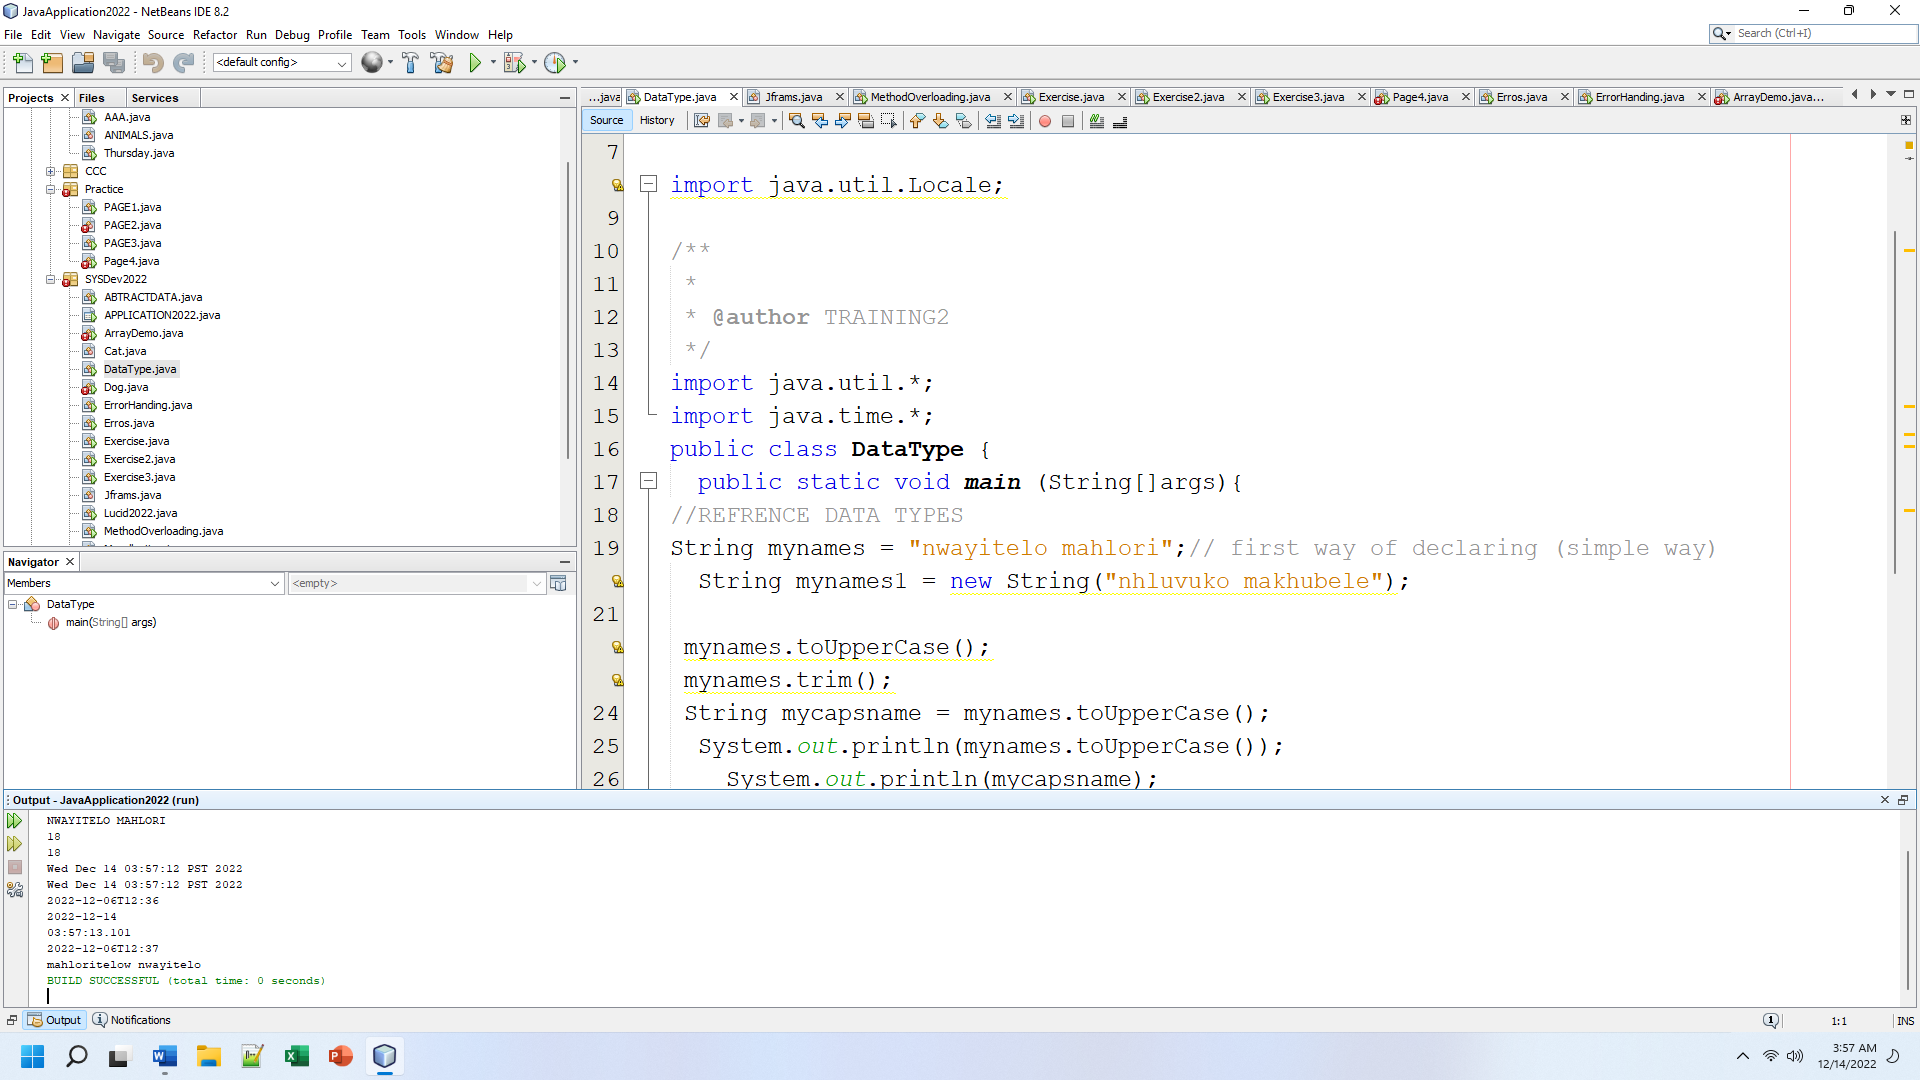 JavaApplication2022 - NetBeans IDE 8.2
File Edit View Navigate Source Refactor Run Debug Profile Team Tools Window Help
Search (Ctrl+I)
<default config>
Projects Files Services
AAA.java
ANIMALS.java
Thursday.java
CCC
Practice
PAGE1.java
PAGE2.java
PAGE3.java
Page4.java
SYSDev2022
ABTRACTDATA.java
APPLICATION2022.java
ArrayDemo.java
Cat.java
DataType.java
Dog.java
ErrorHanding.java
Erros.java
Exercise.java
Exercise2.java
Exercise3.java
Jframs.java
Lucid2022.java
MethodOverloading.java
Navigator
Members
<empty>
DataType
main(String[] args)
...java DataType.java Jframs.java MethodOverloading.java Exercise.java Exercise2.java Exercise3.java Page4.java Erros.java ErrorHanding.java ArrayDemo.java...
Source History
7
import java.util.Locale;
9
10 /**
11 *
12 * @author TRAINING2
13 */
14 import java.util.*;
15 import java.time.*;
16 public class DataType {
17 public static void main (String[]args){
18 //REFRENCE DATA TYPES
19 String mynames = "nwayitelo mahlori";// first way of declaring (simple way)
String mynames1 = new String("nhluvuko makhubele");
21
mynames.toUpperCase();
mynames.trim();
24 String mycapsname = mynames.toUpperCase();
25 System.out.println(mynames.toUpperCase());
26 System.out.println(mycapsname);
Output - JavaApplication2022 (run)
NWAYITELO MAHLORI
18
18
Wed Dec 14 03:57:12 PST 2022
Wed Dec 14 03:57:12 PST 2022
2022-12-06T12:36
2022-12-14
03:57:13.101
2022-12-06T12:37
mahloritelow nwayitelo
BUILD SUCCESSFUL (total time: 0 seconds)
Output Notifications
1:1 INS
3:57 AM
12/14/2022